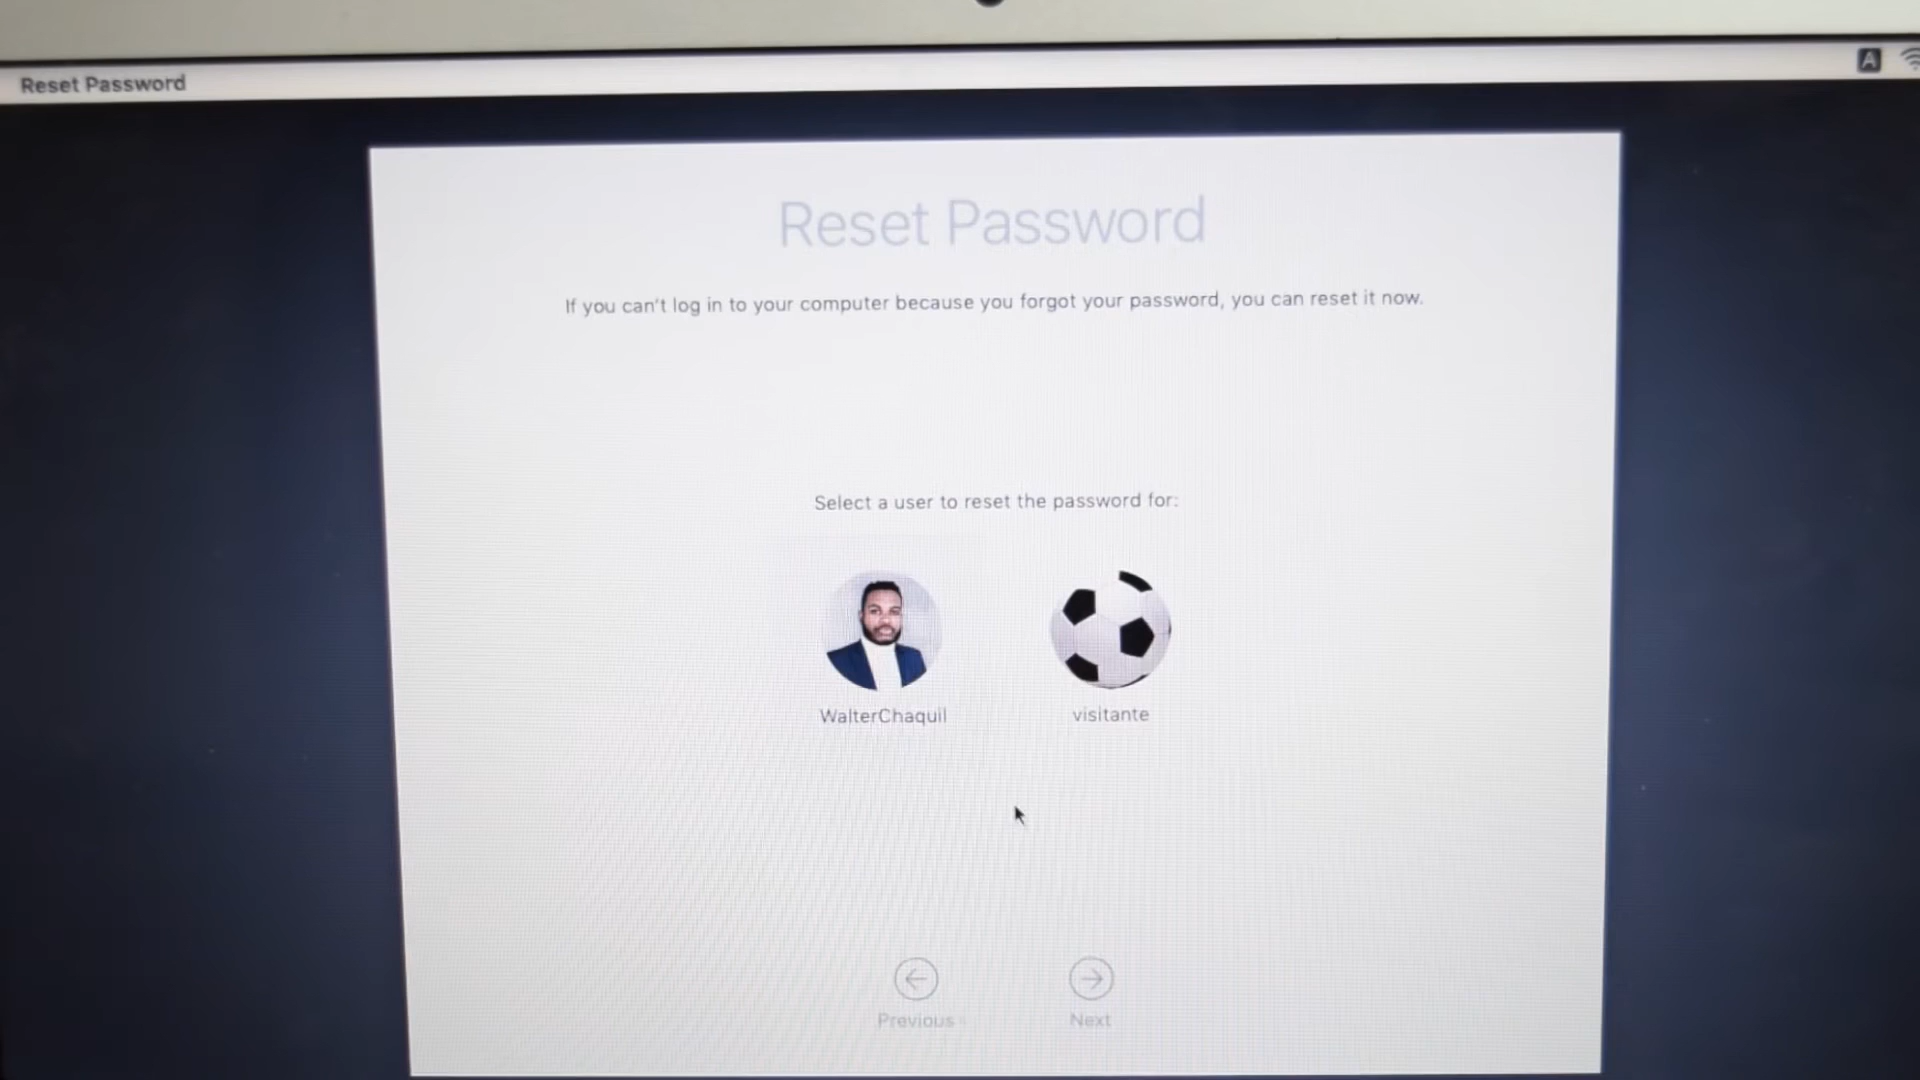 Reset Password
A
Reset Password
If you can't log in to your computer because you forgot your password, you can reset it now.
Select a user to reset the password for:
WalterChaquil
visitante
Previous
Next